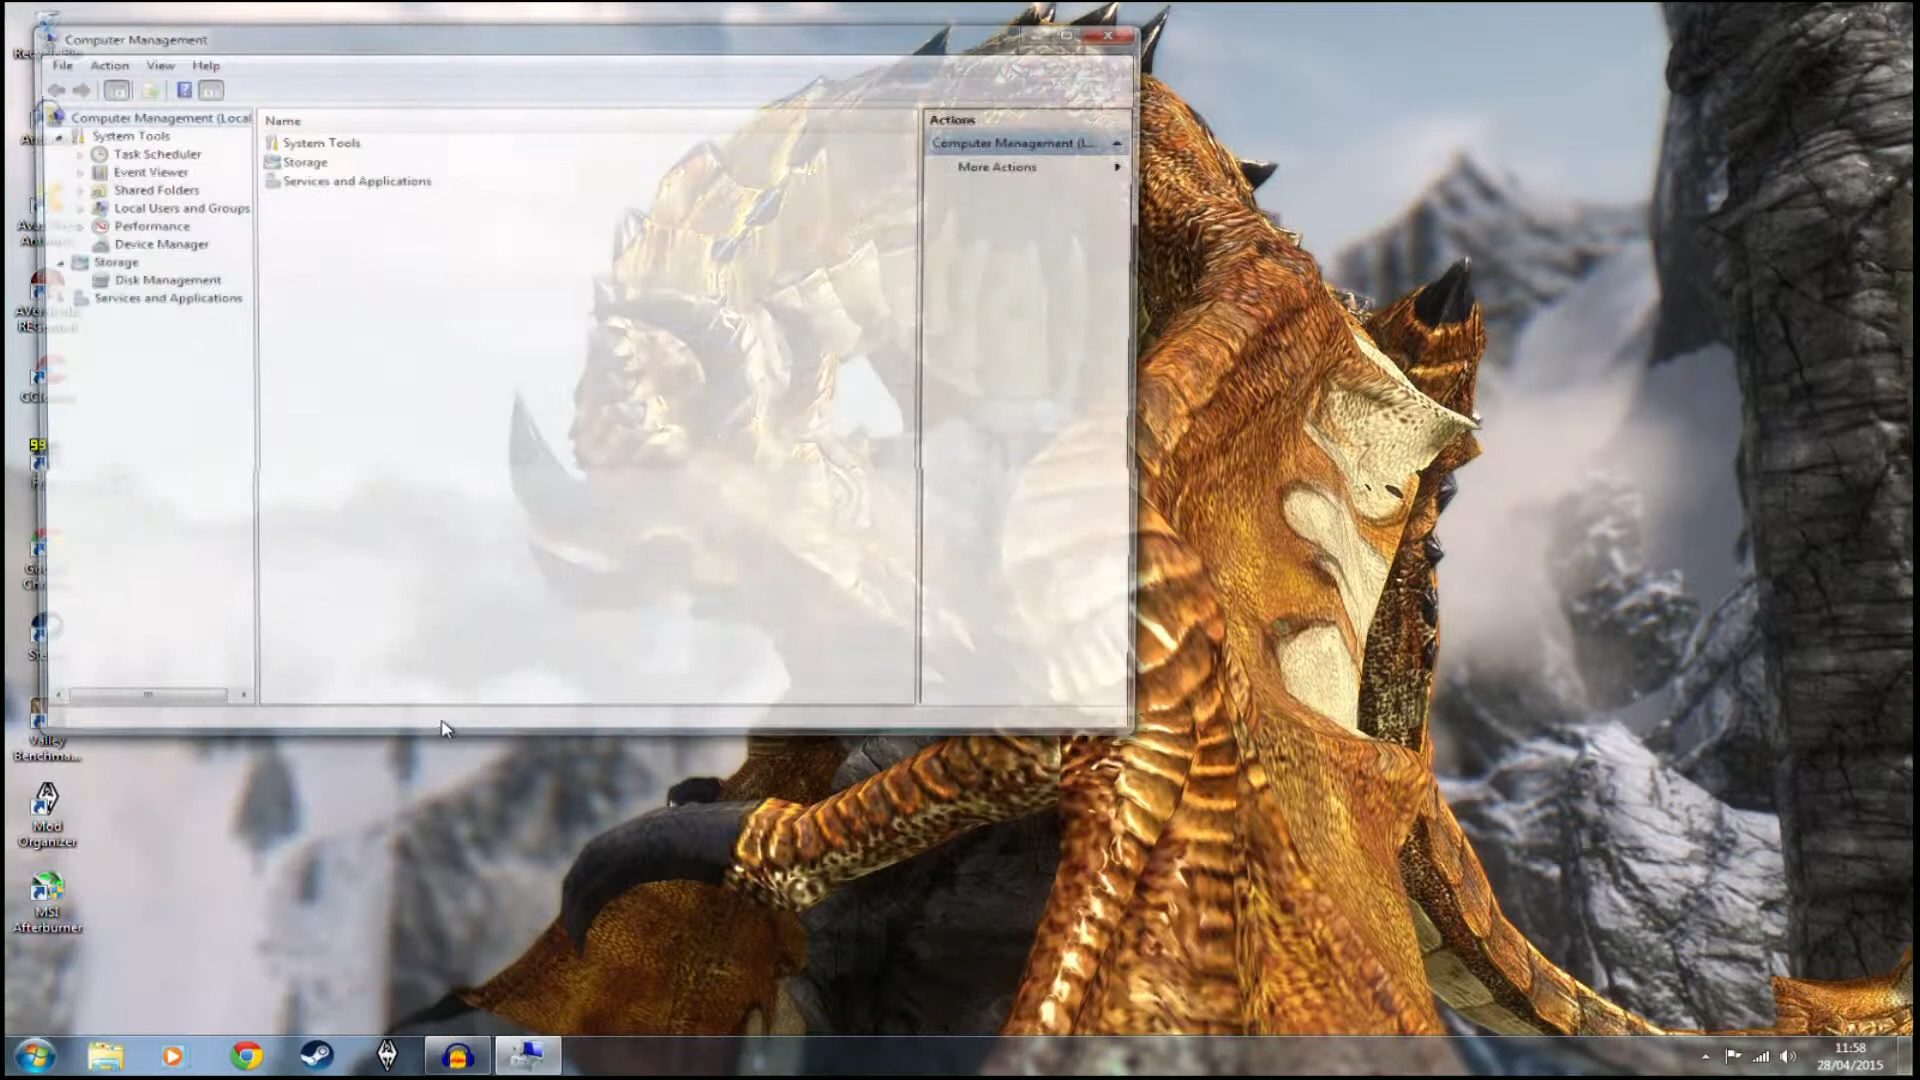 Computer Management
File Action View Help
Computer Management (Local
System Tools
Task Scheduler
Event Viewer
Shared Folders
Local Users and Groups
Performance
Device Manager
Storage
Disk Management
Services and Applications
Name
System Tools
Storage
Services and Applications
Actions
Computer Management (L...
More Actions
99
Valley
Benchma...
Mod
Organizer
MSI
Afterburner
11:58
28/04/2015